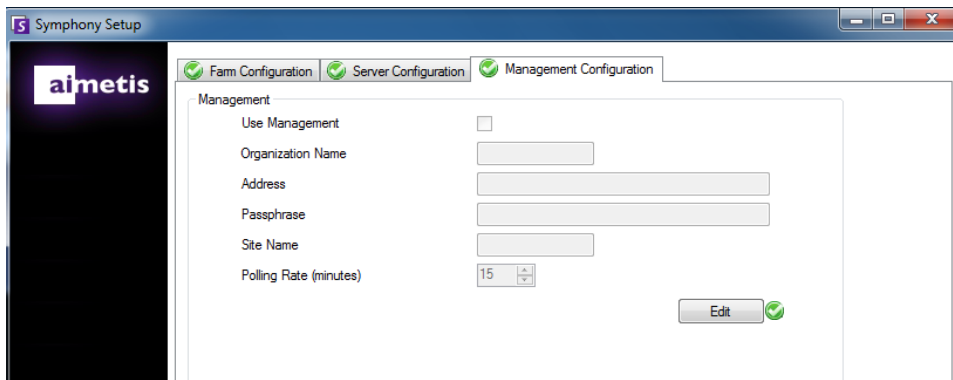 Symphony Setup
aimetis
Farm Configuration
Server Configuration
Management Configuration
Management
Use Management
Organization Name
Address
Passphrase
Site Name
Polling Rate (minutes)
15
Edit